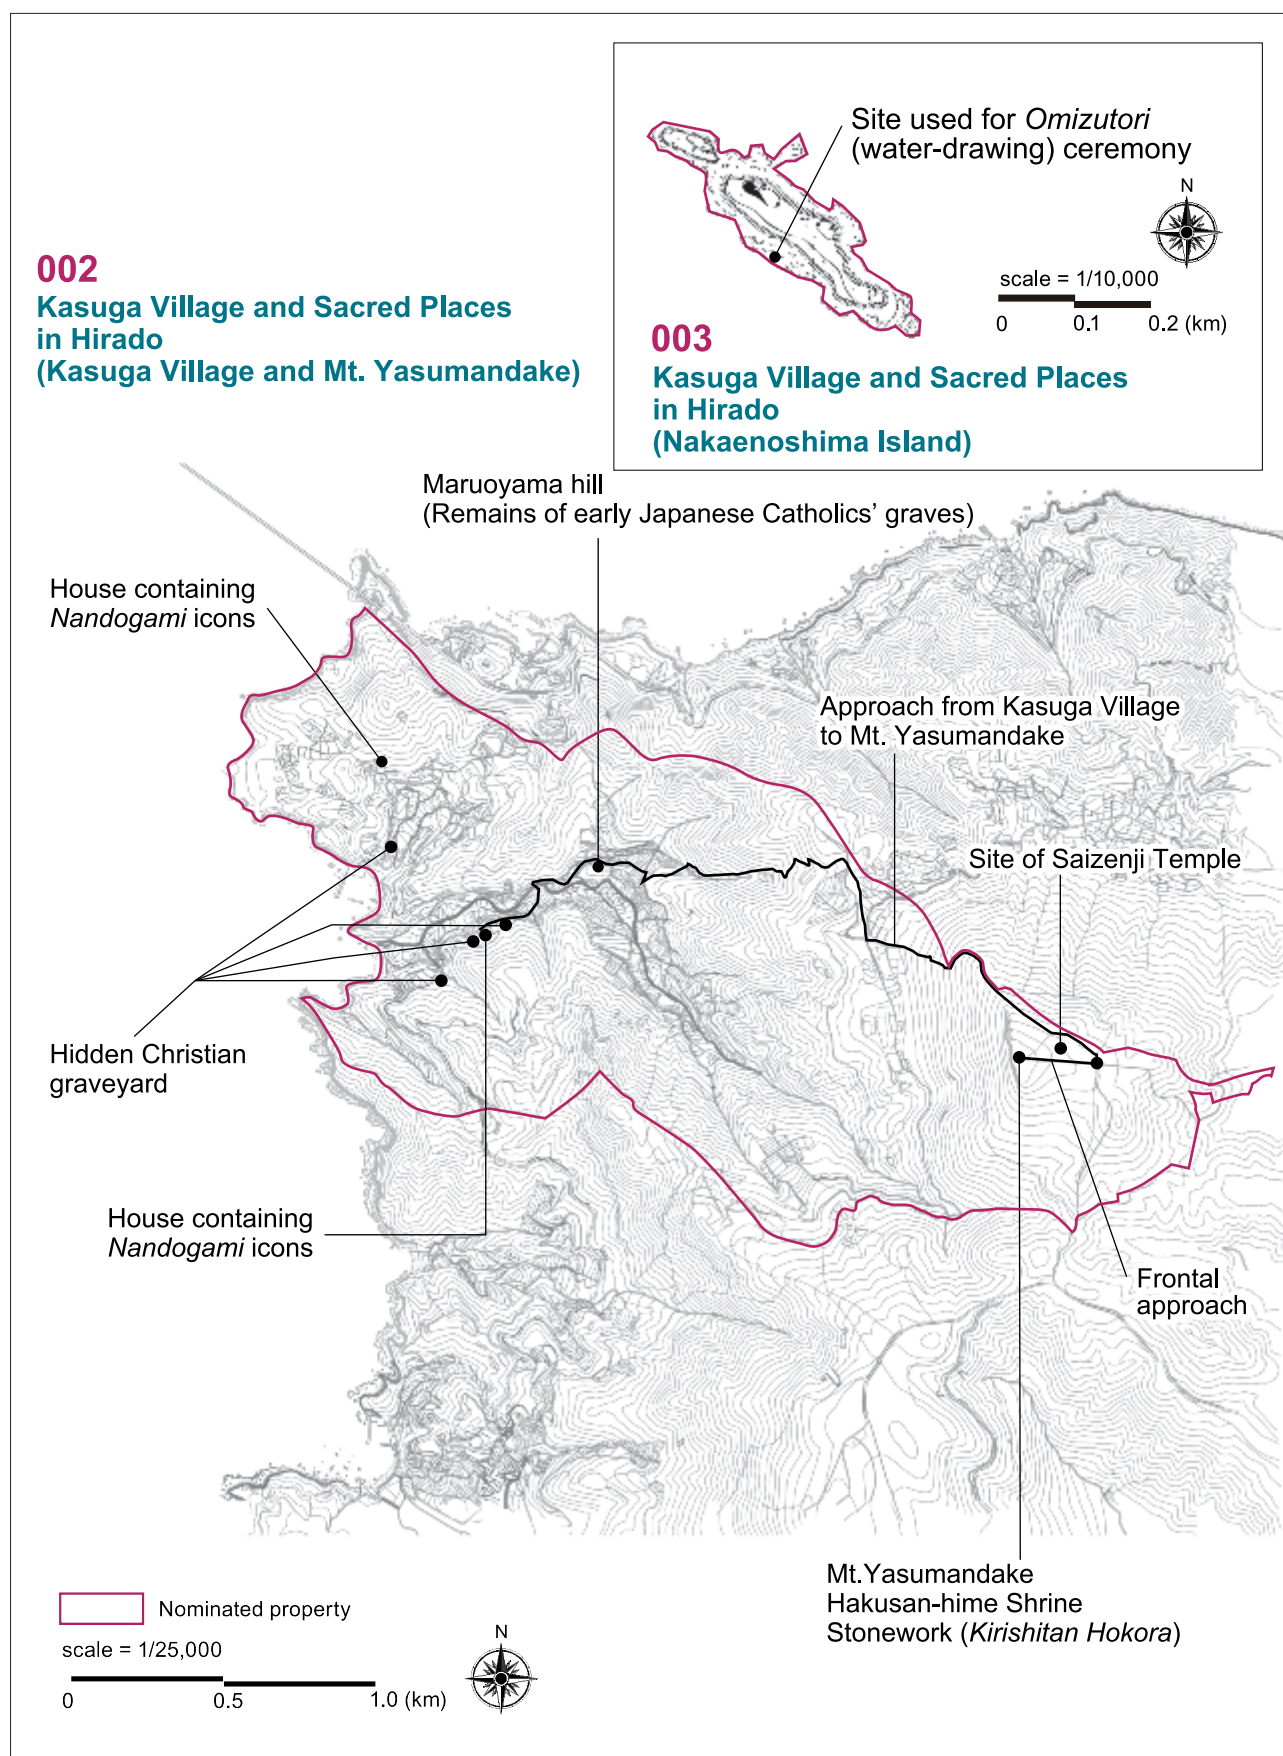 Site used for Omizutori
(water-drawing) ceremony
N
scale = 1/10,000
0 0.1 0.2 (km)
003
Kasuga Village and Sacred Places
in Hirado
(Nakaenoshima Island)
002
Kasuga Village and Sacred Places
in Hirado
(Kasuga Village and Mt. Yasumandake)
Maruoyama hill
(Remains of early Japanese Catholics’ graves)
House containing
Nandogami icons
Approach from Kasuga Village
to Mt. Yasumandake
Site of Saizenji Temple
Hidden Christian
graveyard
House containing
Nandogami icons
Frontal
approach
Mt.Yasumandake
Hakusan-hime Shrine
Stonework (Kirishitan Hokora)
Nominated property
scale = 1/25,000
0 0.5 1.0 (km)
N